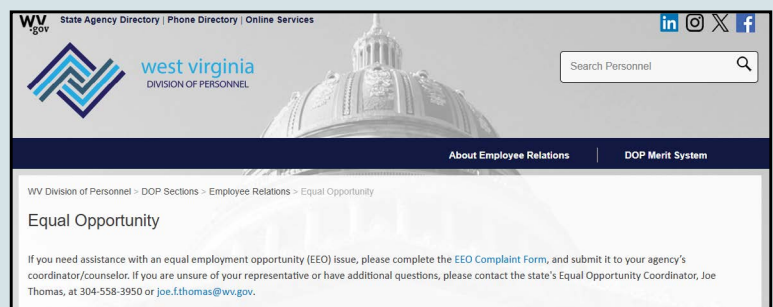 WV .gov State Agency Directory | Phone Directory | Online Services
west virginia
DIVISION OF PERSONNEL
Search Personnel
About Employee Relations | DOP Merit System
WV Division of Personnel > DOP Sections > Employee Relations > Equal Opportunity
Equal Opportunity
If you need assistance with an equal employment opportunity (EEO) issue, please complete the EEO Complaint Form, and submit it to your agency's
coordinator/counselor. If you are unsure of your representative or have additional questions, please contact the state's Equal Opportunity Coordinator, Joe
Thomas, at 304-558-3950 or joe.f.thomas@wv.gov.